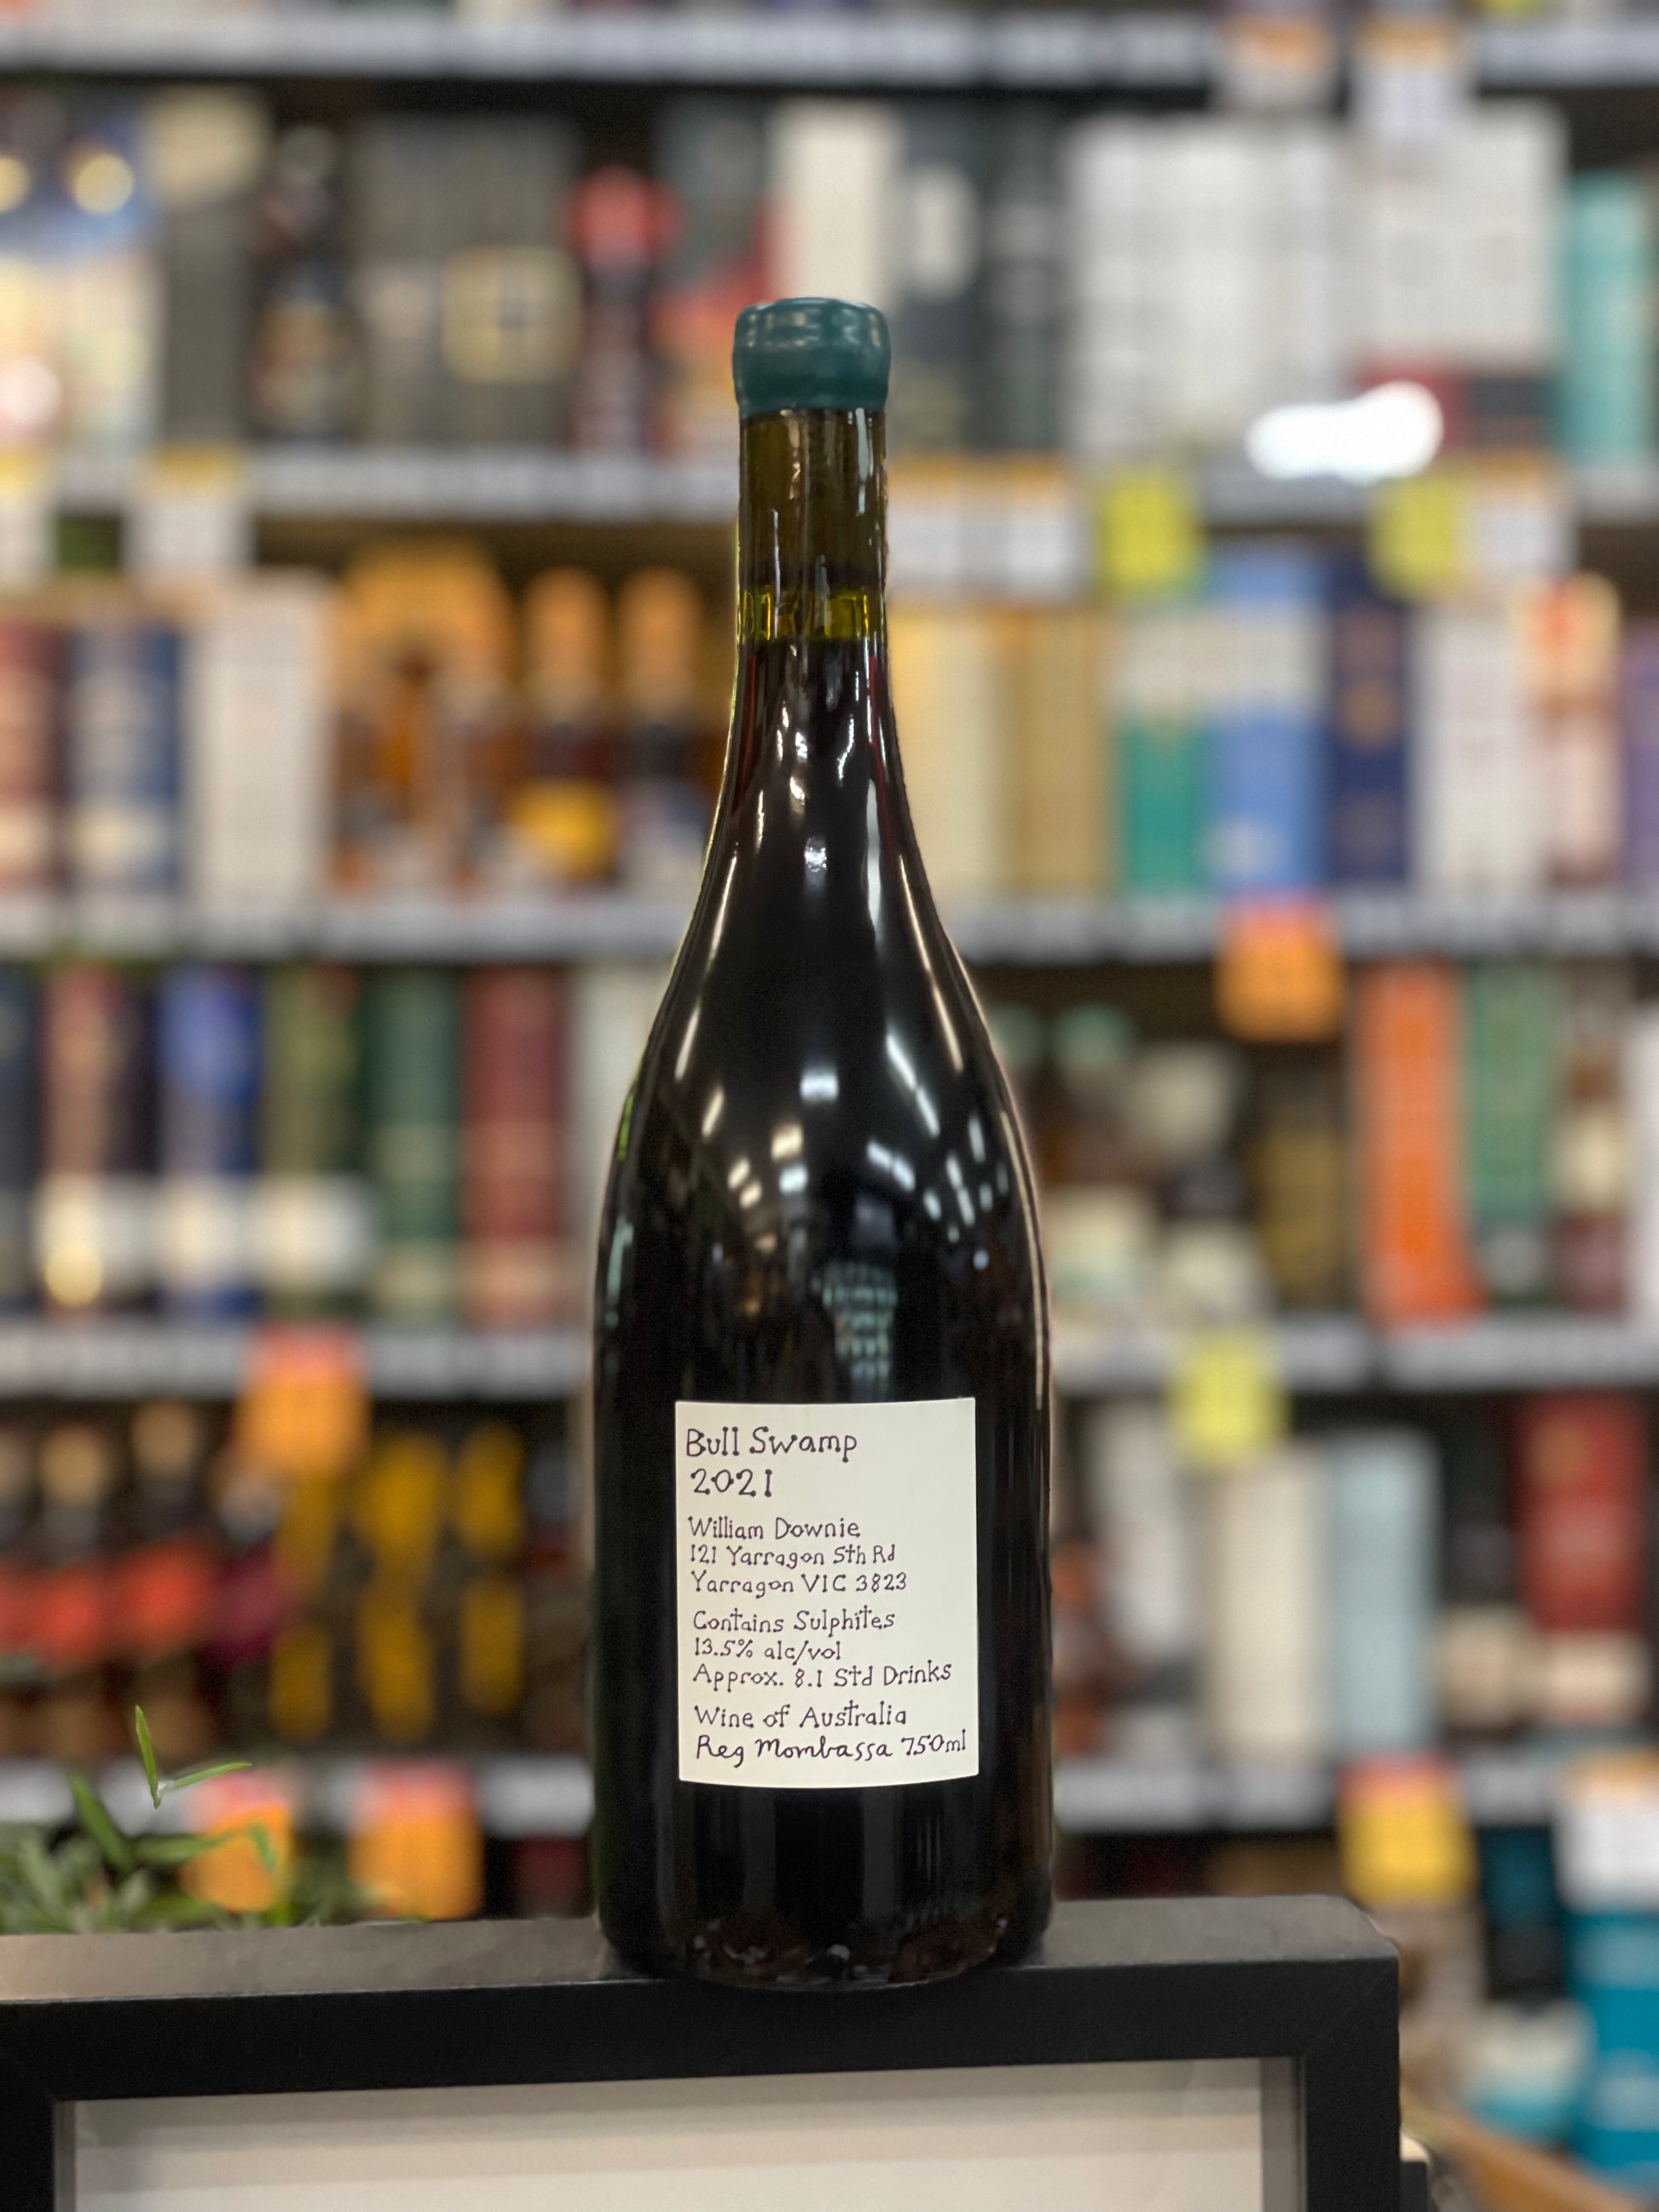 Bull Swamp
2021
William Downie
121 Yarragon Sth Rd
Yarragon VIC 3823
Contains Sulphites
13.5% alc/vol
Approx. 8.1 Std Drinks
Wine of Australia
Reg Mombassa 750ml